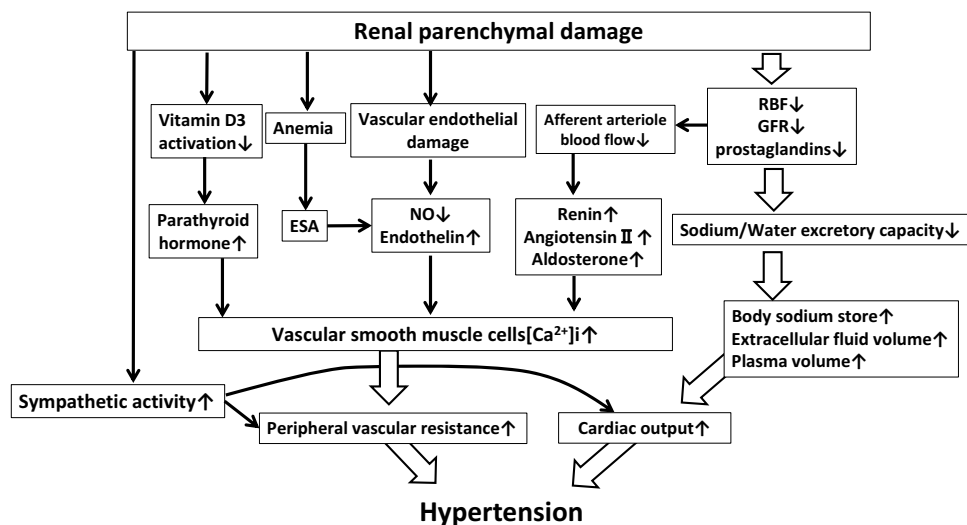 Renal parenchymal damage
Vitamin D3
activation↓
Anemia
Vascular endothelial
damage
Afferent arteriole
blood flow↓
RBF↓
GFR↓
prostaglandins↓
Parathyroid
hormone↑
ESA
NO↓
Endothelin↑
Renin↑
Angiotensin Ⅱ ↑
Aldosterone↑
Sodium/Water excretory capacity↓
Vascular smooth muscle cells[Ca²⁺]i↑
Body sodium store↑
Extracellular fluid volume↑
Plasma volume↑
Sympathetic activity↑
Peripheral vascular resistance↑
Cardiac output↑
Hypertension